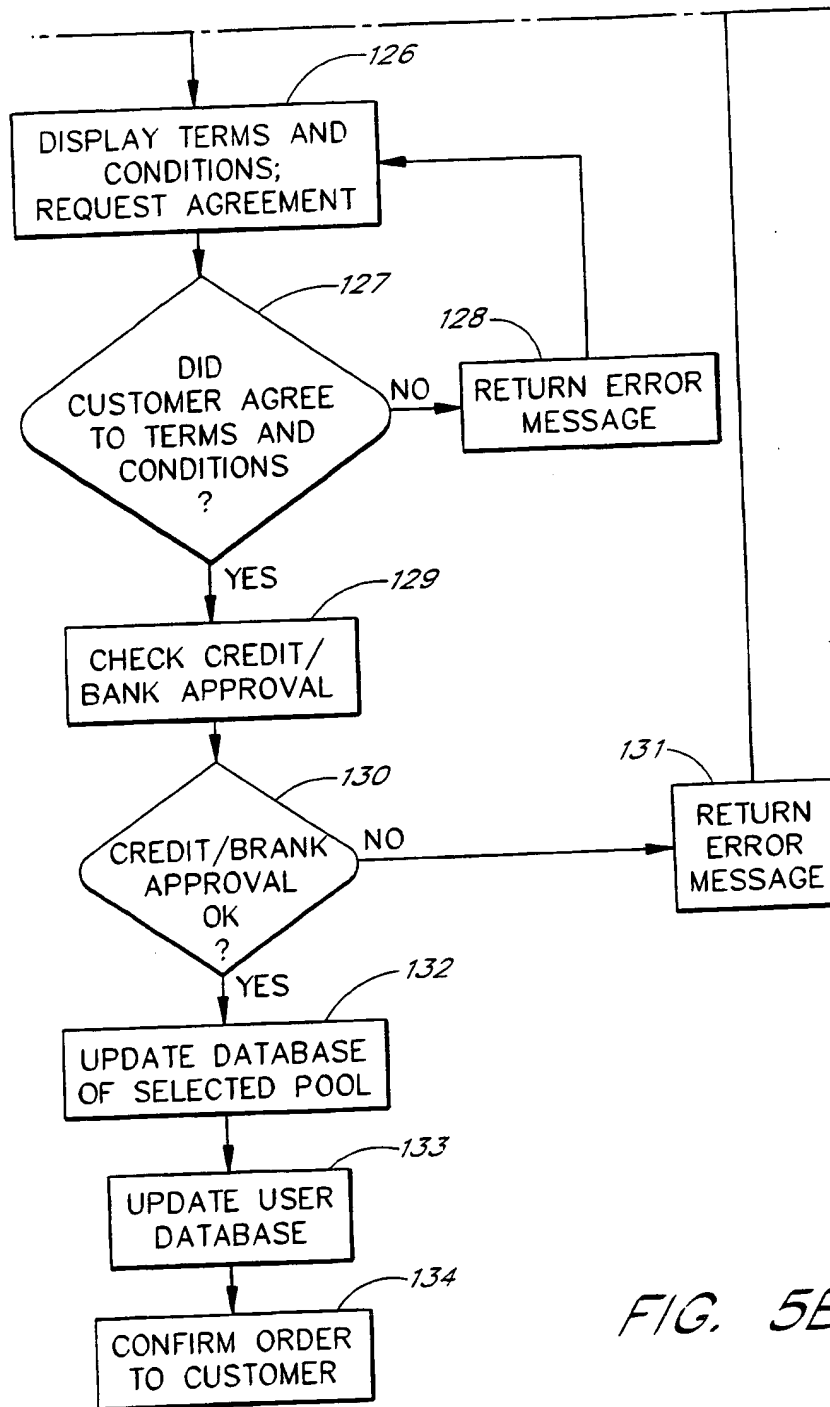 126
DISPLAY TERMS AND
CONDITIONS;
REQUEST AGREEMENT
127
DID
CUSTOMER AGREE
TO TERMS AND
CONDITIONS
?
NO
128
RETURN ERROR
MESSAGE
YES
129
CHECK CREDIT/
BANK APPROVAL
130
CREDIT/BRANK
APPROVAL
OK
?
NO
131
RETURN
ERROR
MESSAGE
YES
132
UPDATE DATABASE
OF SELECTED POOL
133
UPDATE USER
DATABASE
134
CONFIRM ORDER
TO CUSTOMER
FIG. 5B